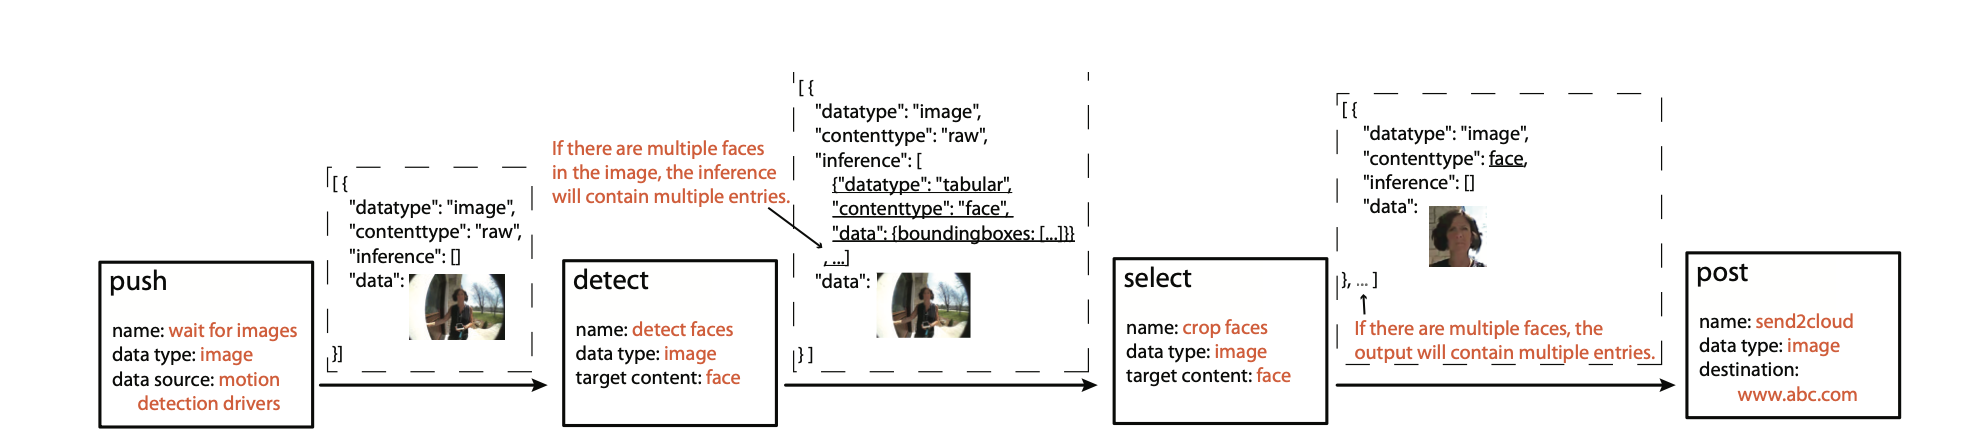 push
name: wait for images
data type: image
data source: motion
detection drivers
[ {
"datatype": "image",
"contenttype": "raw",
"inference": []
"data":
}]
If there are multiple faces
in the image, the inference
will contain multiple entries.
detect
name: detect faces
data type: image
target content: face
[ {
"datatype": "image",
"contenttype": "raw",
"inference": [
{"datatype": "tabular",
"contenttype": "face",
"data": {boundingboxes: [...]}}
, ...]
"data":
} ]
select
name: crop faces
data type: image
target content: face
[ {
"datatype": "image",
"contenttype": face,
"inference": []
"data":
}, ... ]
If there are multiple faces, the
output will contain multiple entries.
post
name: send2cloud
data type: image
destination:
www.abc.com